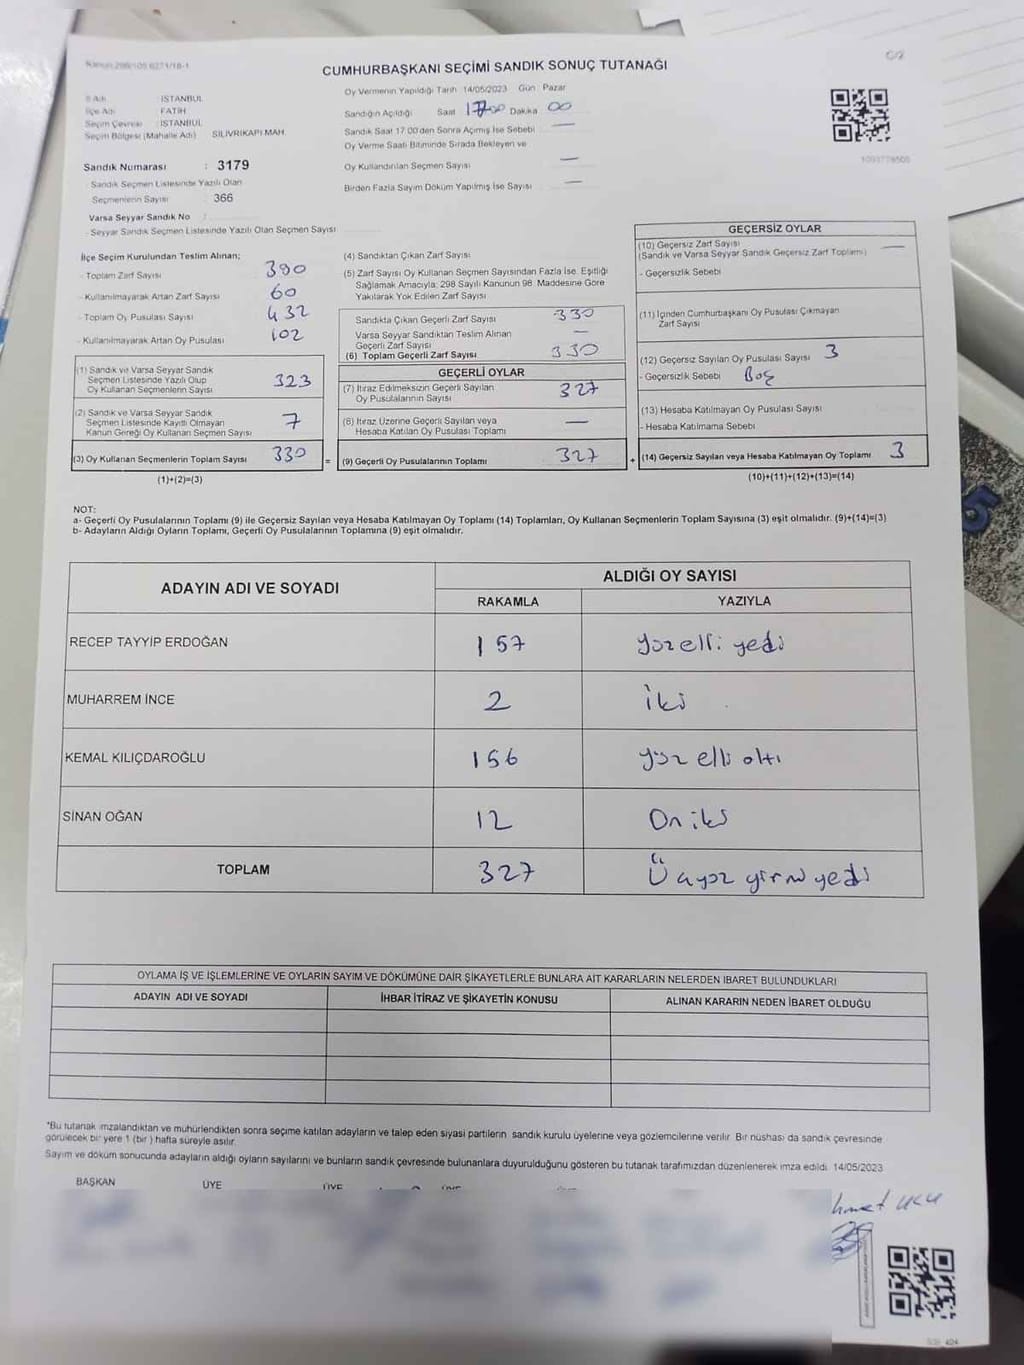 Kanun:298/105 6271/18-1
C/2
CUMHURBAŞKANI SEÇİMİ SANDIK SONUÇ TUTANAĞI
İl Adı : İSTANBUL
İlçe Adı : FATİH
Seçim Çevresi : İSTANBUL
Seçim Bölgesi (Mahalle Adı) SİLİVRİKAPI MAH.
Sandık Numarası : 3179
- Sandık Seçmen Listesinde Yazılı Olan
Seçmenlerin Sayısı : 366
Varsa Seyyar Sandık No :
- Seyyar Sandık Seçmen Listesinde Yazılı Olan Seçmen Sayısı
Oy Vermenin Yapıldığı Tarih 14/05/2023 Gün Pazar
Sandığın Açıldığı Saat 17:00 Dakika 00
Sandık Saat 17.00'den Sonra Açılmış İse Sebebi —
Oy Verme Saati Bitiminde Sırada Bekleyen ve
Oy Kullandırılan Seçmen Sayısı —
Birden Fazla Sayım Döküm Yapılmış İse Sayısı —
İlçe Seçim Kurulundan Teslim Alınan;
- Toplam Zarf Sayısı 390
- Kullanılmayarak Artan Zarf Sayısı 60
- Toplam Oy Pusulası Sayısı 432
- Kullanılmayarak Artan Oy Pusulası 102
(1) Sandık ve Varsa Seyyar Sandık
Seçmen Listesinde Yazılı Olup
Oy Kullanan Seçmenlerin Sayısı 323
(2) Sandık ve Varsa Seyyar Sandık
Seçmen Listesinde Kayıtlı Olmayan
Kanun Gereği Oy Kullanan Seçmen Sayısı 7
(3) Oy Kullanan Seçmenlerin Toplam Sayısı 330
(1)+(2)=(3)
(4) Sandıktan Çıkan Zarf Sayısı
(5) Zarf Sayısı Oy Kullanan Seçmen Sayısından Fazla İse, Eşitliği
Sağlamak Amacıyla; 298 Sayılı Kanunun 98. Maddesine Göre
Yakılarak Yok Edilen Zarf Sayısı
Sandıkta Çıkan Geçerli Zarf Sayısı 330
Varsa Seyyar Sandıktan Teslim Alınan
Geçerli Zarf Sayısı —
(6) Toplam Geçerli Zarf Sayısı 330
GEÇERLİ OYLAR
(7) İtiraz Edilmeksizin Geçerli Sayılan
Oy Pusulalarının Sayısı 327
(8) İtiraz Üzerine Geçerli Sayılan veya
Hesaba Katılan Oy Pusulası Toplamı —
(9) Geçerli Oy Pusulalarının Toplamı 327
=
+
GEÇERSİZ OYLAR
(10) Geçersiz Zarf Sayısı —
(Sandık ve Varsa Seyyar Sandık Geçersiz Zarf Toplamı)
- Geçersizlik Sebebi
(11) İçinden Cumhurbaşkanı Oy Pusulası Çıkmayan
Zarf Sayısı
(12) Geçersiz Sayılan Oy Pusulası Sayısı 3
- Geçersizlik Sebebi Boş
(13) Hesaba Katılmayan Oy Pusulası Sayısı
- Hesaba Katılmama Sebebi
(14) Geçersiz Sayılan veya Hesaba Katılmayan Oy Toplamı 3
(10)+(11)+(12)+(13)=(14)
NOT:
a- Geçerli Oy Pusulalarının Toplamı (9) ile Geçersiz Sayılan veya Hesaba Katılmayan Oy Toplamı (14) Toplamları, Oy Kullanan Seçmenlerin Toplam Sayısına (3) eşit olmalıdır. (9)+(14)=(3)
b- Adayların Aldığı Oyların Toplamı, Geçerli Oy Pusulalarının Toplamına (9) eşit olmalıdır.
ADAYIN ADI VE SOYADI
ALDIĞI OY SAYISI
RAKAMLA YAZIYLA
RECEP TAYYİP ERDOĞAN 157 yüz elli yedi
MUHARREM İNCE 2 iki
KEMAL KILIÇDAROĞLU 156 yüz elli altı
SİNAN OĞAN 12 On iki
TOPLAM 327 Üçyüz yirmi yedi
OYLAMA İŞ VE İŞLEMLERİNE VE OYLARIN SAYIM VE DÖKÜMÜNE DAİR ŞİKAYETLERLE BUNLARA AİT KARARLARIN NELERDEN İBARET BULUNDUKLARI
ADAYIN ADI VE SOYADI İHBAR İTİRAZ VE ŞİKAYETİN KONUSU ALINAN KARARIN NEDEN İBARET OLDUĞU
*Bu tutanak imzalandıktan ve mühürlendikten sonra seçime katılan adayların ve talep eden siyasi partilerin sandık kurulu üyelerine veya gözlemcilerine verilir. Bir nüshası da sandık çevresinde
görülecek bir yere 1 (bir) hafta süreyle asılır.
Sayım ve döküm sonucunda adayların aldığı oyların sayılarını ve bunların sandık çevresinde bulunanlara duyurulduğunu gösteren bu tutanak tarafımızdan düzenlenerek imza edildi. 14/05/2023
BAŞKAN ÜYE ÜYE